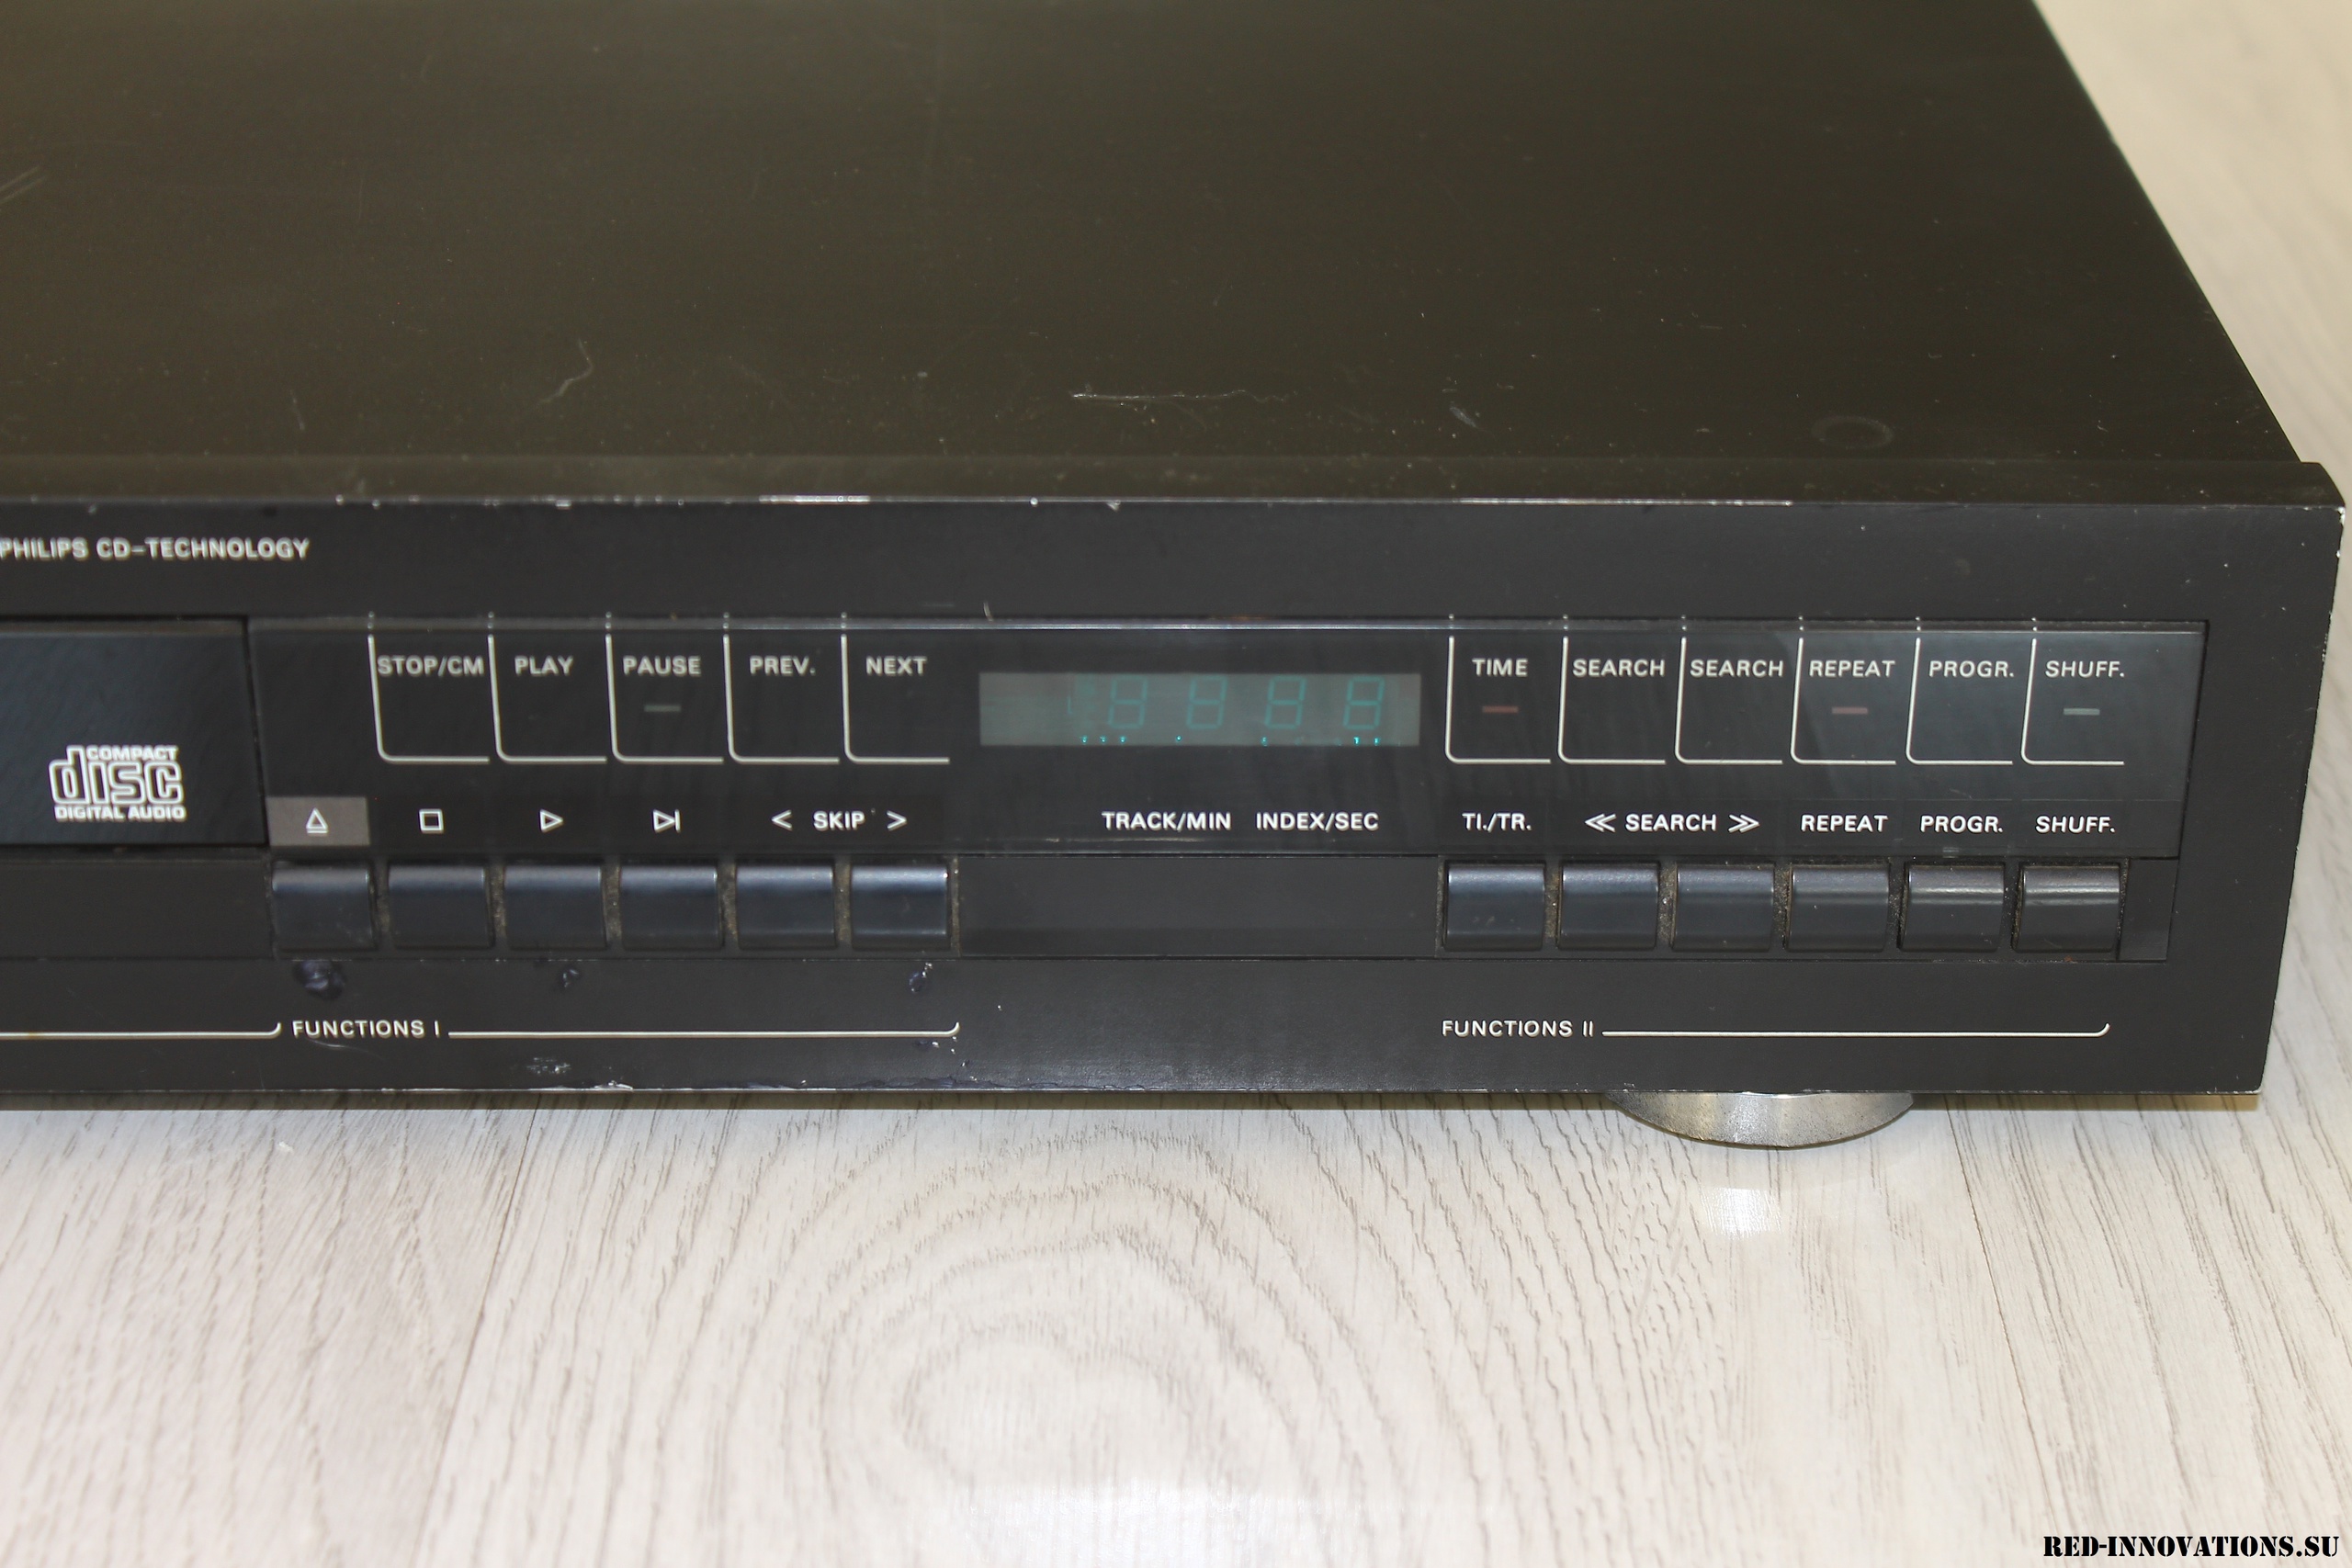 PHILIPS CD-TECHNOLOGY
STOP/CM PLAY PAUSE PREV. NEXT
8888
TIME SEARCH SEARCH REPEAT PROGR. SHUFF.
COMPACT
disc
DIGITAL AUDIO
< SKIP >
TRACK/MIN INDEX/SEC
TI./TR. ≪ SEARCH ≫ REPEAT PROGR. SHUFF.
FUNCTIONS I
FUNCTIONS II
RED-INNOVATIONS.SU